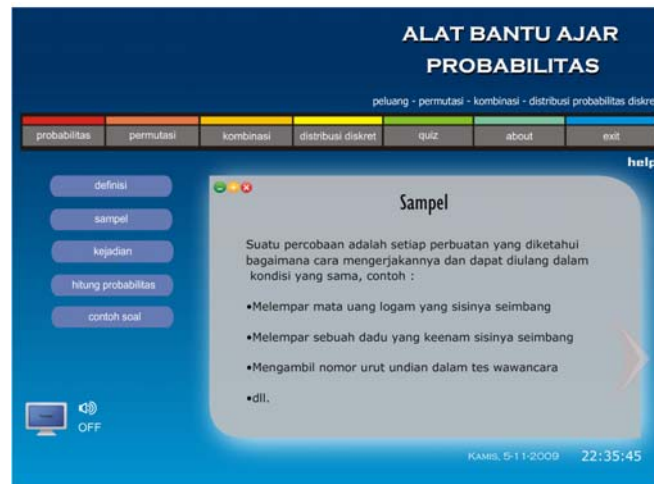 ALAT BANTU AJAR
PROBABILITAS
peluang - permutasi - kombinasi - distribusi probabilitas diskre
probabilitas permutasi kombinasi distribusi diskret quiz about exit
help
definisi
sampel
kejadian
hitung probabilitas
contoh soal
Sampel
Suatu percobaan adalah setiap perbuatan yang diketahui
bagaimana cara mengerjakannya dan dapat diulang dalam
kondisi yang sama, contoh :
•Melempar mata uang logam yang sisinya seimbang
•Melempar sebuah dadu yang keenam sisinya seimbang
•Mengambil nomor urut undian dalam tes wawancara
•dll.
OFF
KAMIS, 5-11-2009 22:35:45